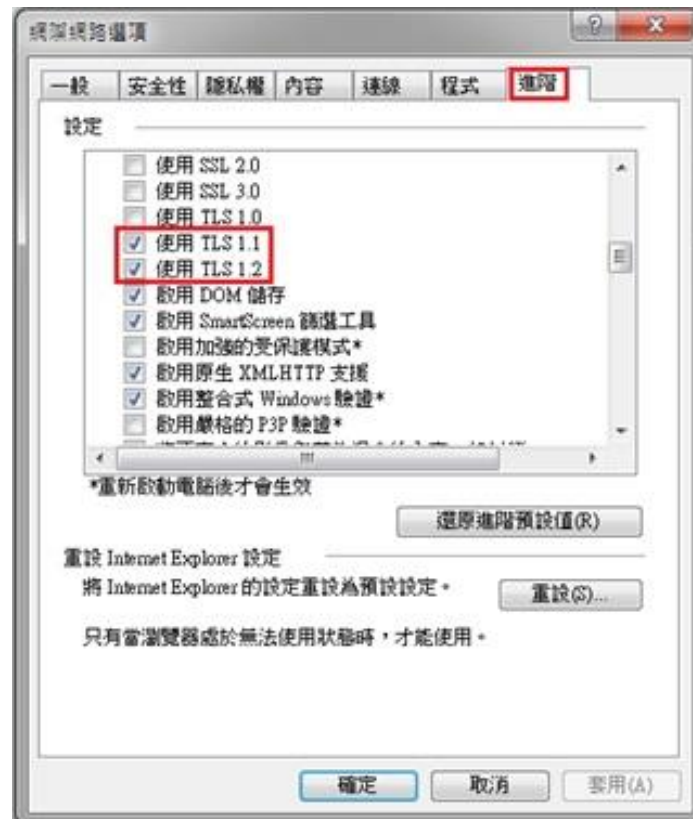 網際網路選項
一般 安全性 隱私權 內容 連線 程式 進階
設定
使用 SSL 2.0
使用 SSL 3.0
使用 TLS 1.0
使用 TLS 1.1
使用 TLS 1.2
啟用 DOM 儲存
啟用 SmartScreen 篩選工具
啟用加強的受保護模式*
啟用原生 XMLHTTP 支援
啟用整合式 Windows 驗證*
啟用嚴格的 P3P 驗證*
*重新啟動電腦後才會生效
還原進階預設值(R)
重設 Internet Explorer 設定
將 Internet Explorer 的設定重設為預設設定。 重設(S)...
只有當瀏覽器處於無法使用狀態時,才能使用。
確定 取消 套用(A)